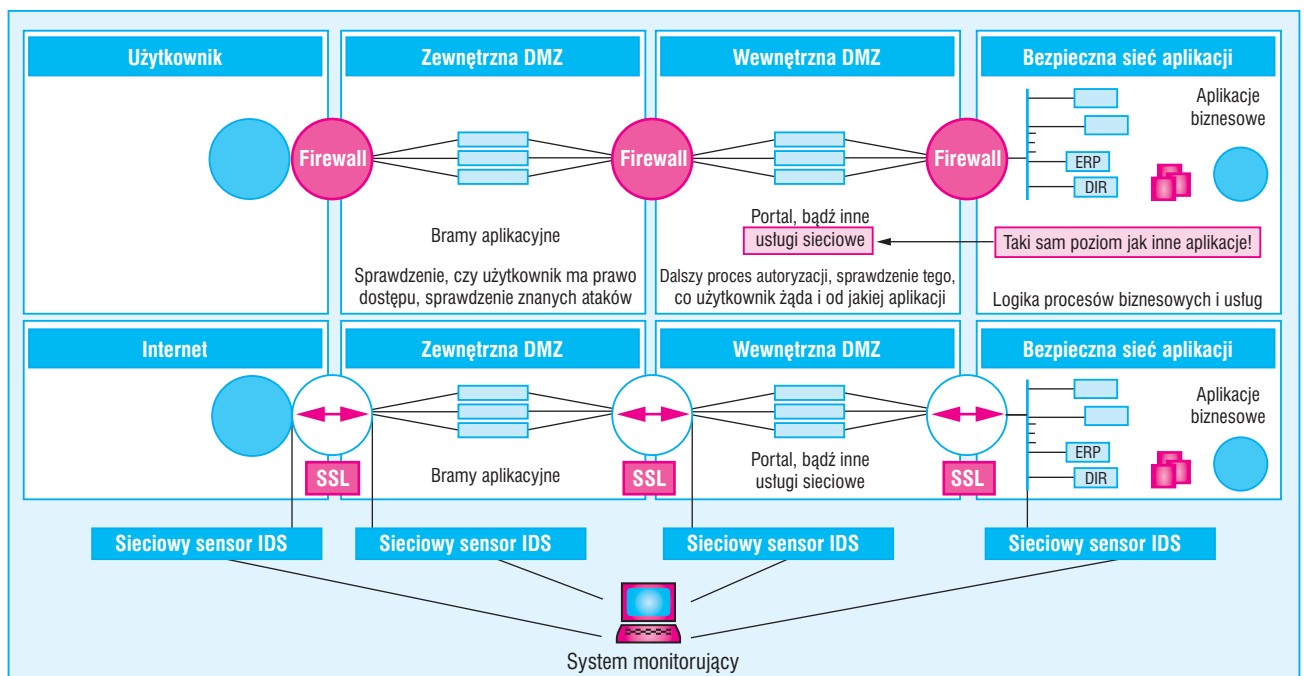 Użytkownik
Zewnętrzna DMZ
Wewnętrzna DMZ
Bezpieczna sieć aplikacji
Firewall
Firewall
Firewall
Aplikacje
biznesowe
ERP
DIR
Bramy aplikacyjne
Sprawdzenie, czy użytkownik ma prawo
dostępu, sprawdzenie znanych ataków
Portal, bądź inne
usługi sieciowe
Dalszy proces autoryzacji, sprawdzenie tego,
co użytkownik żąda i od jakiej aplikacji
Taki sam poziom jak inne aplikacje!
Logika procesów biznesowych i usług
Internet
Zewnętrzna DMZ
Wewnętrzna DMZ
Bezpieczna sieć aplikacji
Aplikacje
biznesowe
ERP
DIR
SSL
Bramy aplikacyjne
SSL
Portal, bądź inne
usługi sieciowe
SSL
Sieciowy sensor IDS
Sieciowy sensor IDS
Sieciowy sensor IDS
Sieciowy sensor IDS
System monitorujący